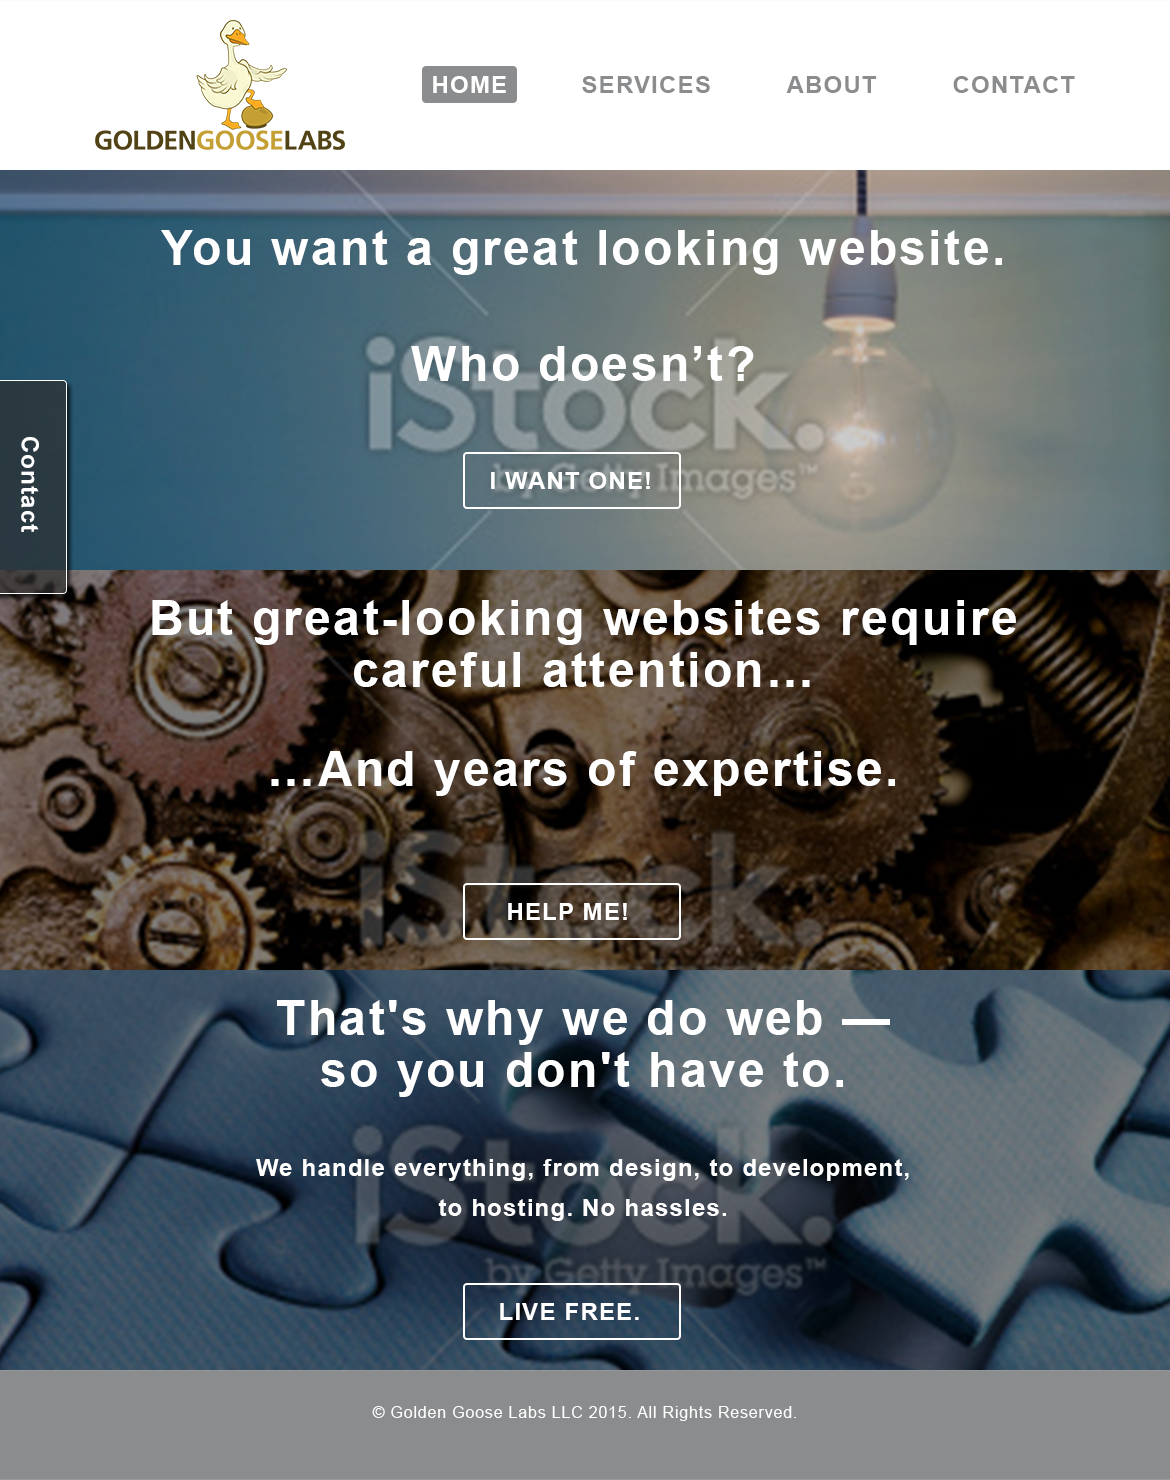 GOLDENGOOSELABS
HOME SERVICES ABOUT CONTACT
You want a great looking website.
Who doesn’t?
iStock.
by Getty Images™
I WANT ONE!
Contact
But great-looking websites require
careful attention...
...And years of expertise.
iStock.
HELP ME!
That's why we do web —
so you don't have to.
iStock.
We handle everything, from design, to development,
to hosting. No hassles.
by Getty Images™
LIVE FREE.
© Golden Goose Labs LLC 2015. All Rights Reserved.